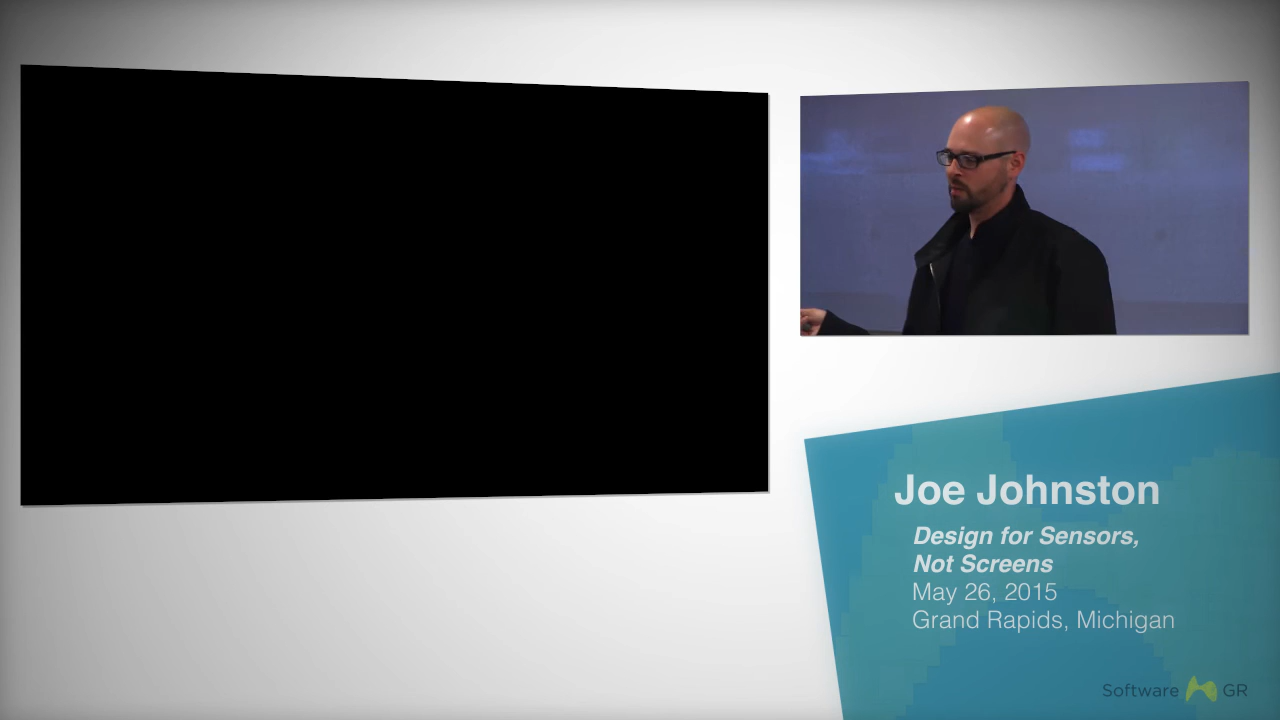 Joe Johnston
Design for Sensors,
Not Screens
May 26, 2015
Grand Rapids, Michigan
Software GR